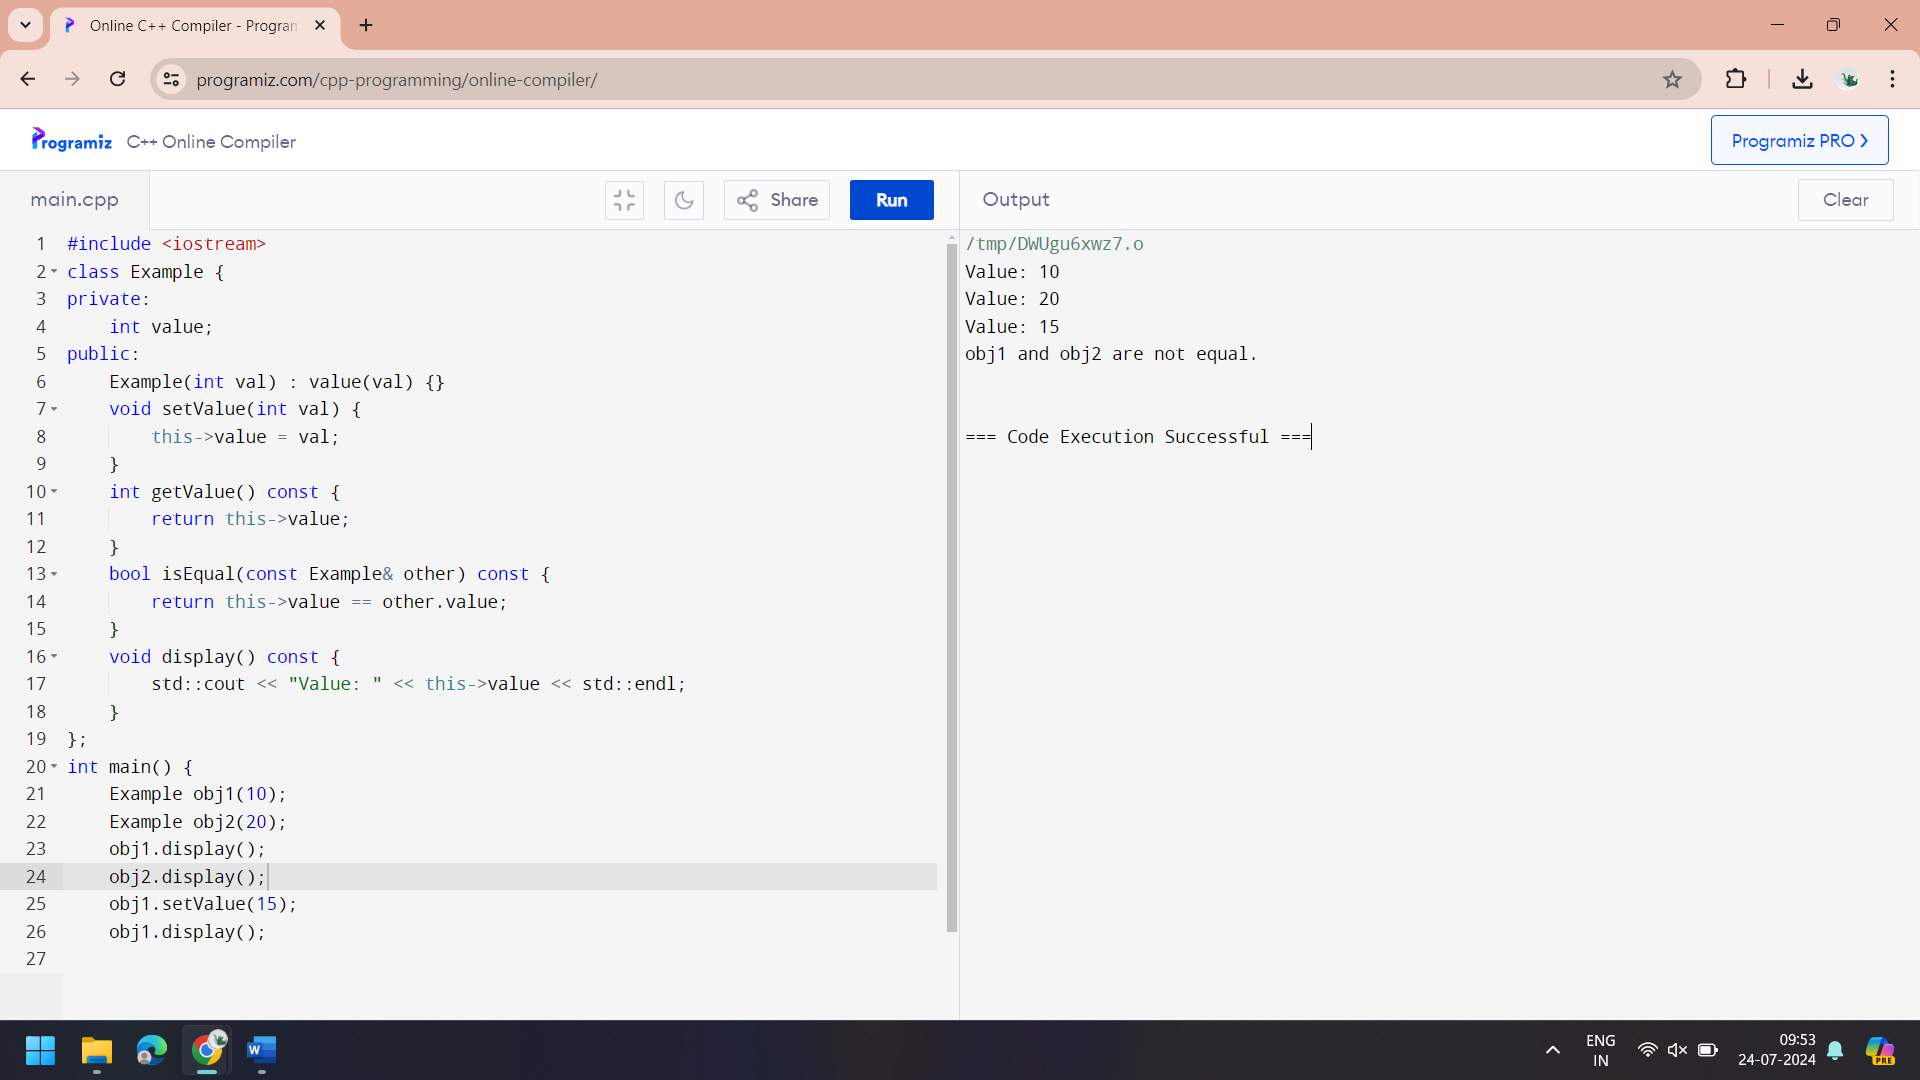 Online C++ Compiler - Program
programiz.com/cpp-programming/online-compiler/
Programiz C++ Online Compiler
Programiz PRO
main.cpp
Share
Run
Output
Clear
1 #include <iostream>
2 class Example {
3 private:
4     int value;
5 public:
6     Example(int val) : value(val) {}
7     void setValue(int val) {
8         this->value = val;
9     }
10     int getValue() const {
11         return this->value;
12     }
13     bool isEqual(const Example& other) const {
14         return this->value == other.value;
15     }
16     void display() const {
17         std::cout << "Value: " << this->value << std::endl;
18     }
19 };
20 int main() {
21     Example obj1(10);
22     Example obj2(20);
23     obj1.display();
24     obj2.display();
25     obj1.setValue(15);
26     obj1.display();
27
/tmp/DWUgu6xwz7.o
Value: 10
Value: 20
Value: 15
obj1 and obj2 are not equal.
=== Code Execution Successful ===
ENG
IN
09:53
24-07-2024
PRE